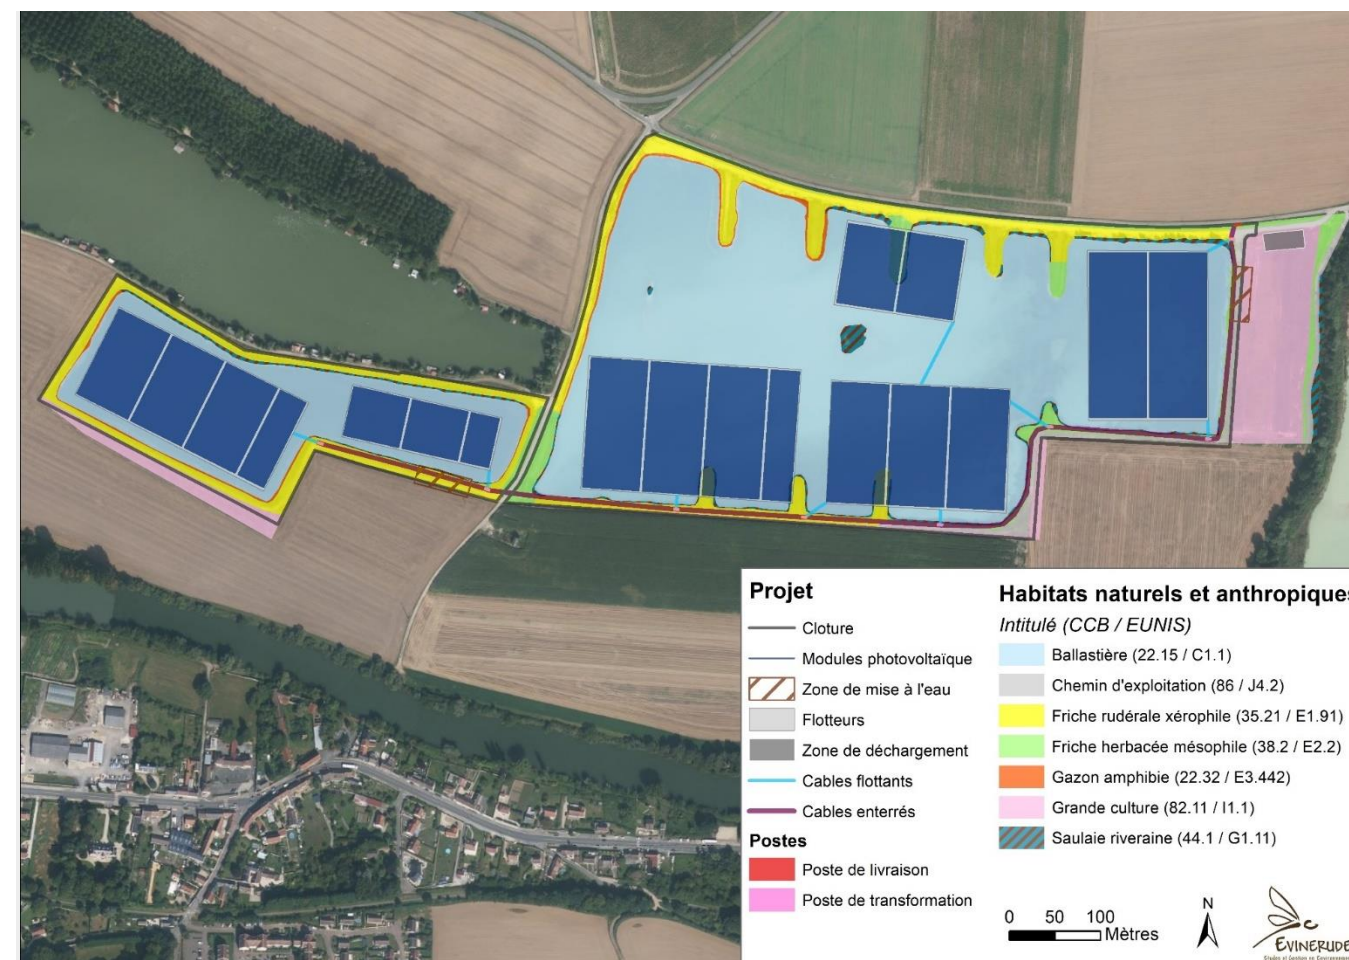 Projet
Cloture
Modules photovoltaïque
Zone de mise à l'eau
Flotteurs
Zone de déchargement
Cables flottants
Cables enterrés
Postes
Poste de livraison
Poste de transformation
Habitats naturels et anthropiques
Intitulé (CCB / EUNIS)
Ballastière (22.15 / C1.1)
Chemin d'exploitation (86 / J4.2)
Friche rudérale xérophile (35.21 / E1.91)
Friche herbacée mésophile (38.2 / E2.2)
Gazon amphibie (22.32 / E3.442)
Grande culture (82.11 / I1.1)
Saulaie riveraine (44.1 / G1.11)
0 50 100
Mètres
N
EVINERUDE